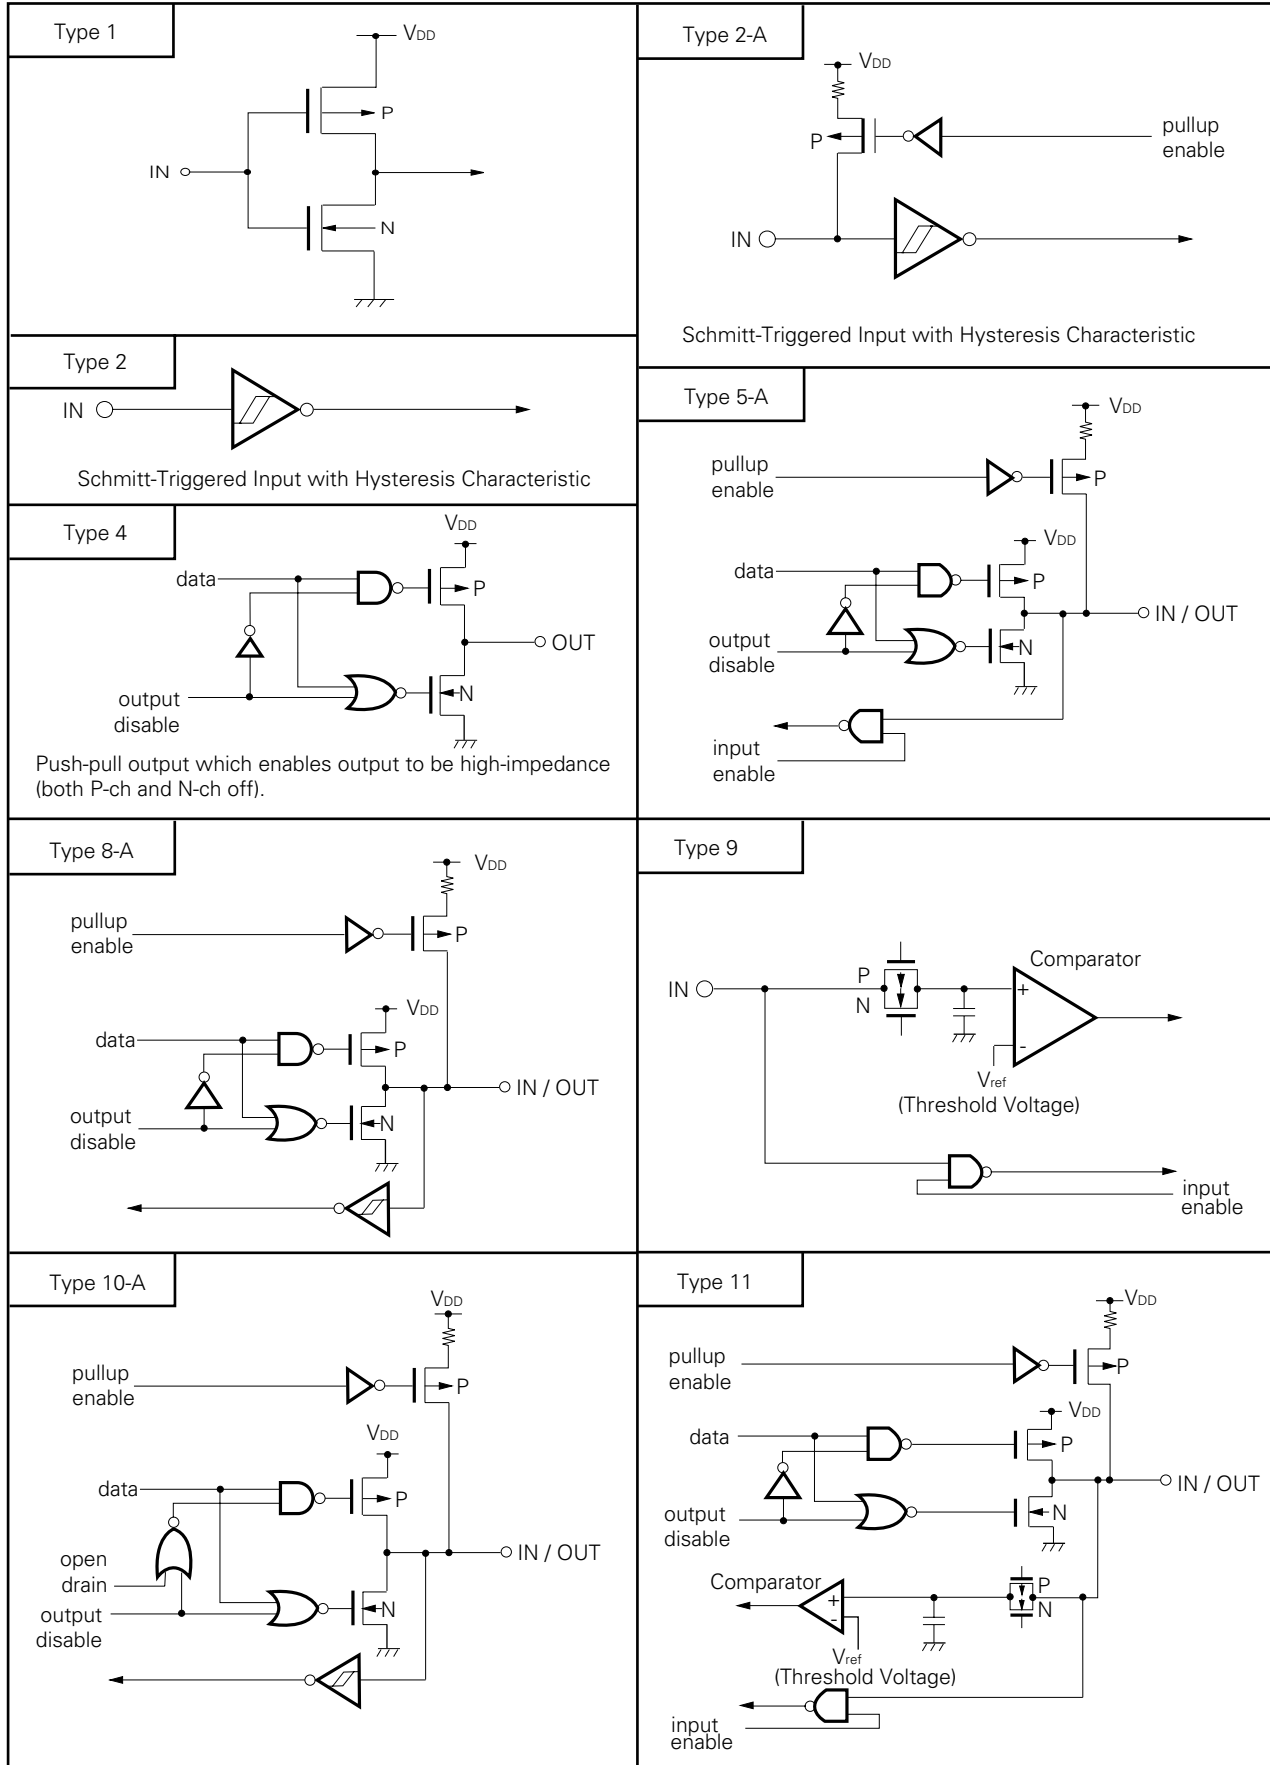 Type 1
VDD
P
IN
N
Type 2-A
VDD
P
pullup
enable
IN
Schmitt-Triggered Input with Hysteresis Characteristic
Type 2
IN
Schmitt-Triggered Input with Hysteresis Characteristic
Type 5-A
VDD
pullup
enable
P
VDD
data
P
IN / OUT
output
disable
N
input
enable
Type 4
VDD
data
P
OUT
output
disable
N
Push-pull output which enables output to be high-impedance
(both P-ch and N-ch off).
Type 8-A
VDD
pullup
enable
P
VDD
data
P
IN / OUT
output
disable
N
Type 9
Comparator
P
IN
N
+
-
Vref
(Threshold Voltage)
input
enable
Type 10-A
VDD
pullup
enable
P
VDD
data
P
IN / OUT
open
drain
output
disable
N
Type 11
VDD
pullup
enable
P
VDD
data
P
IN / OUT
output
disable
N
Comparator
P
N
+
-
Vref
(Threshold Voltage)
input
enable